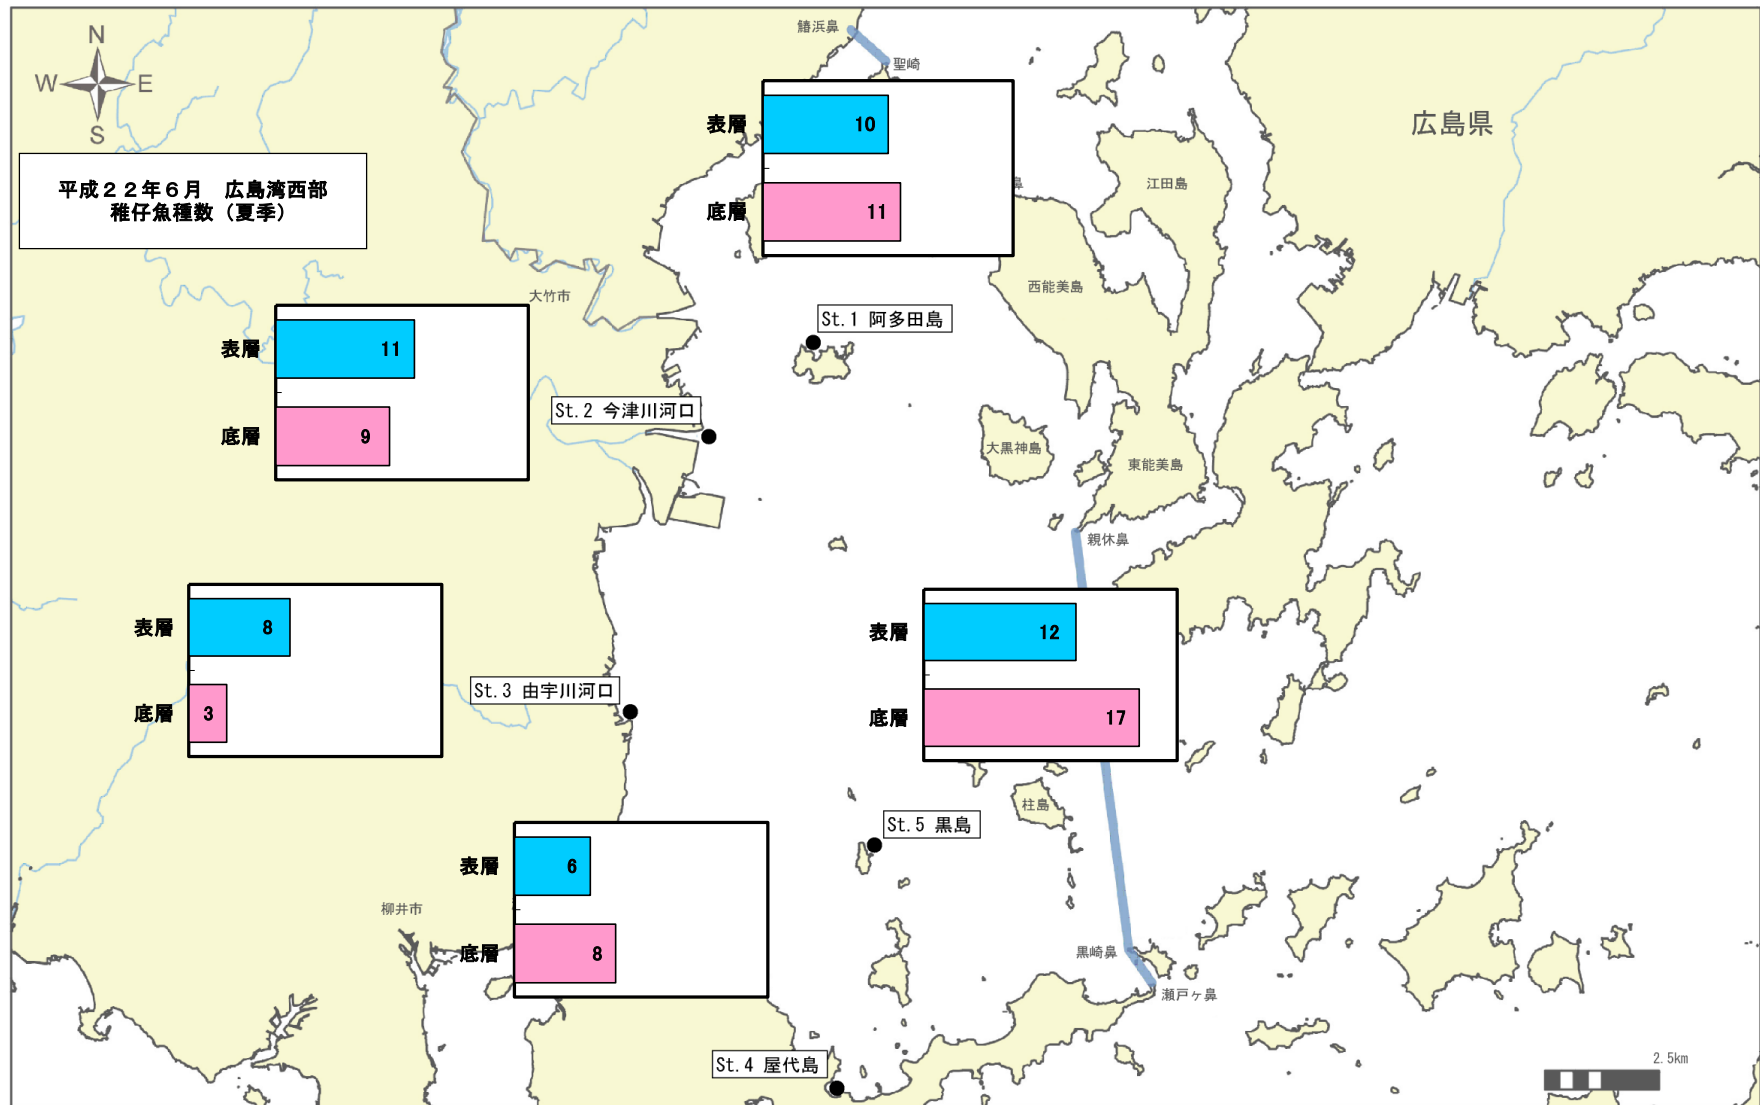 N
W
E
S
平成２２年６月　広島湾西部
稚仔魚種数（夏季）
鰆浜鼻
聖崎
表層
10
底層
11
鼻
広島県
江田島
西能美島
大竹市
St.1 阿多田島
表層
11
底層
9
St.2 今津川河口
大黒神島
東能美島
親休鼻
表層
8
底層
3
St.3 由宇川河口
表層
12
底層
17
柱島
St.5 黒島
表層
6
底層
8
柳井市
黒崎鼻
瀬戸ヶ鼻
St.4 屋代島
2.5km